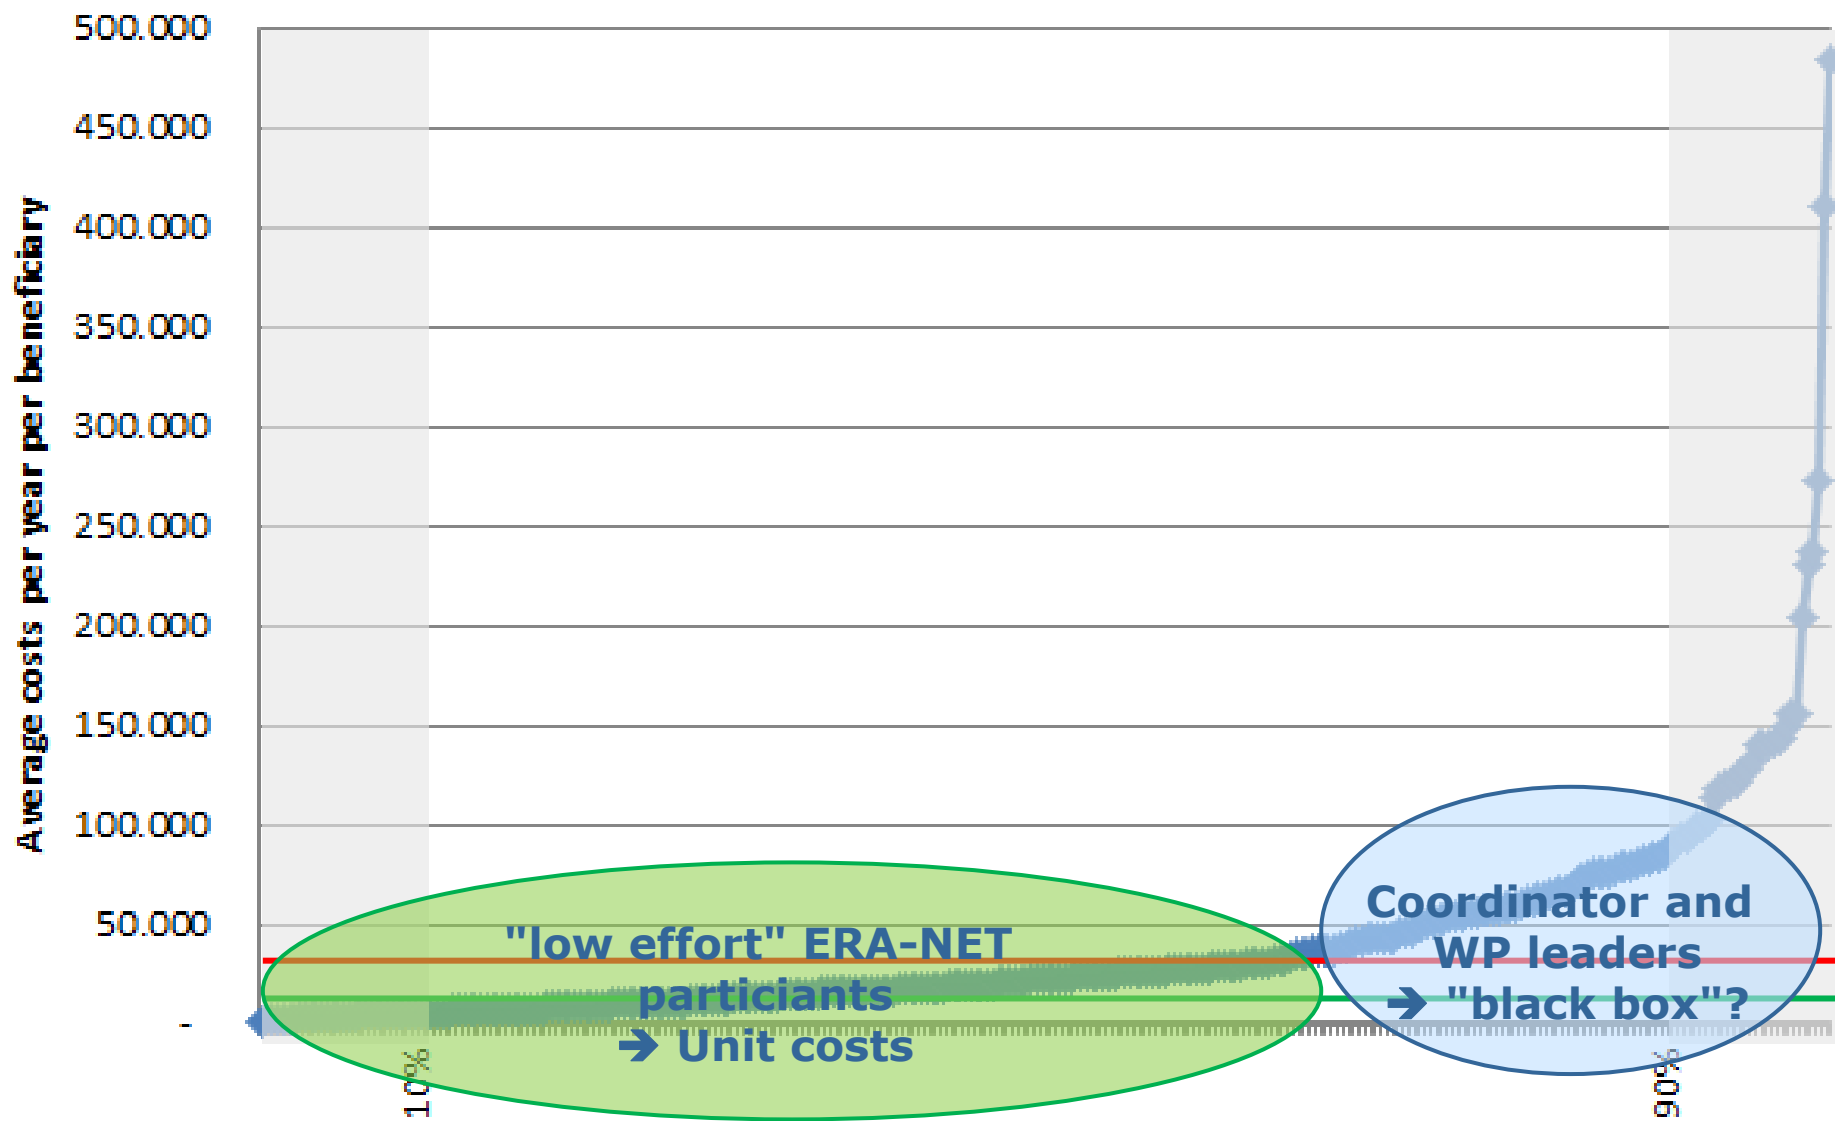 500.000
450.000
400.000
350.000
300.000
250.000
200.000
150.000
100.000
50.000
-
Average costs per year per beneficiary
"low effort" ERA-NET
particiants
➔ Unit costs
Coordinator and
WP leaders
➔ "black box"?
10%
90%